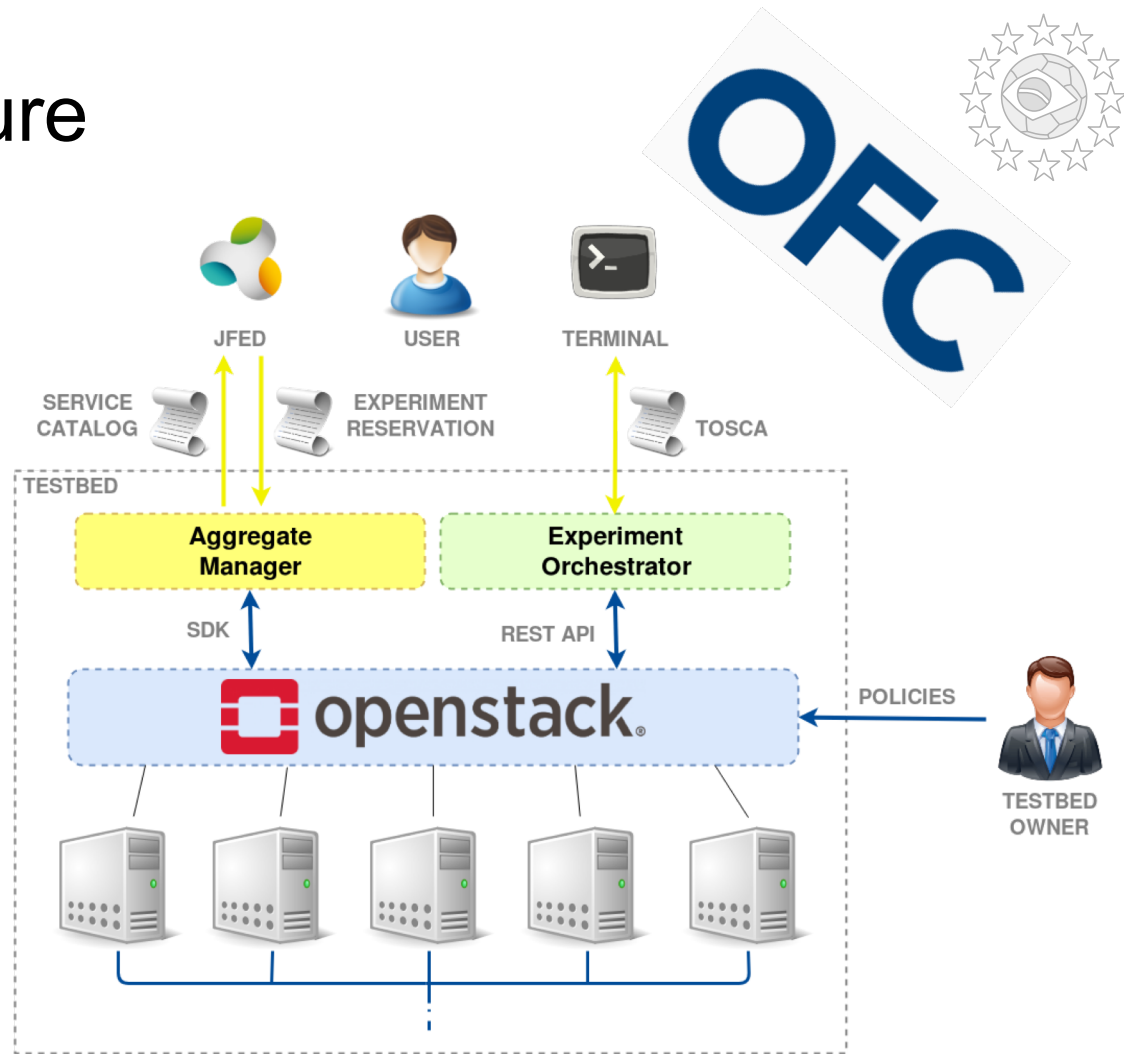 ure
OFC
JFED
USER
TERMINAL
SERVICE
CATALOG
EXPERIMENT
RESERVATION
TOSCA
TESTBED
Aggregate
Manager
Experiment
Orchestrator
SDK
REST API
openstack.
POLICIES
TESTBED
OWNER